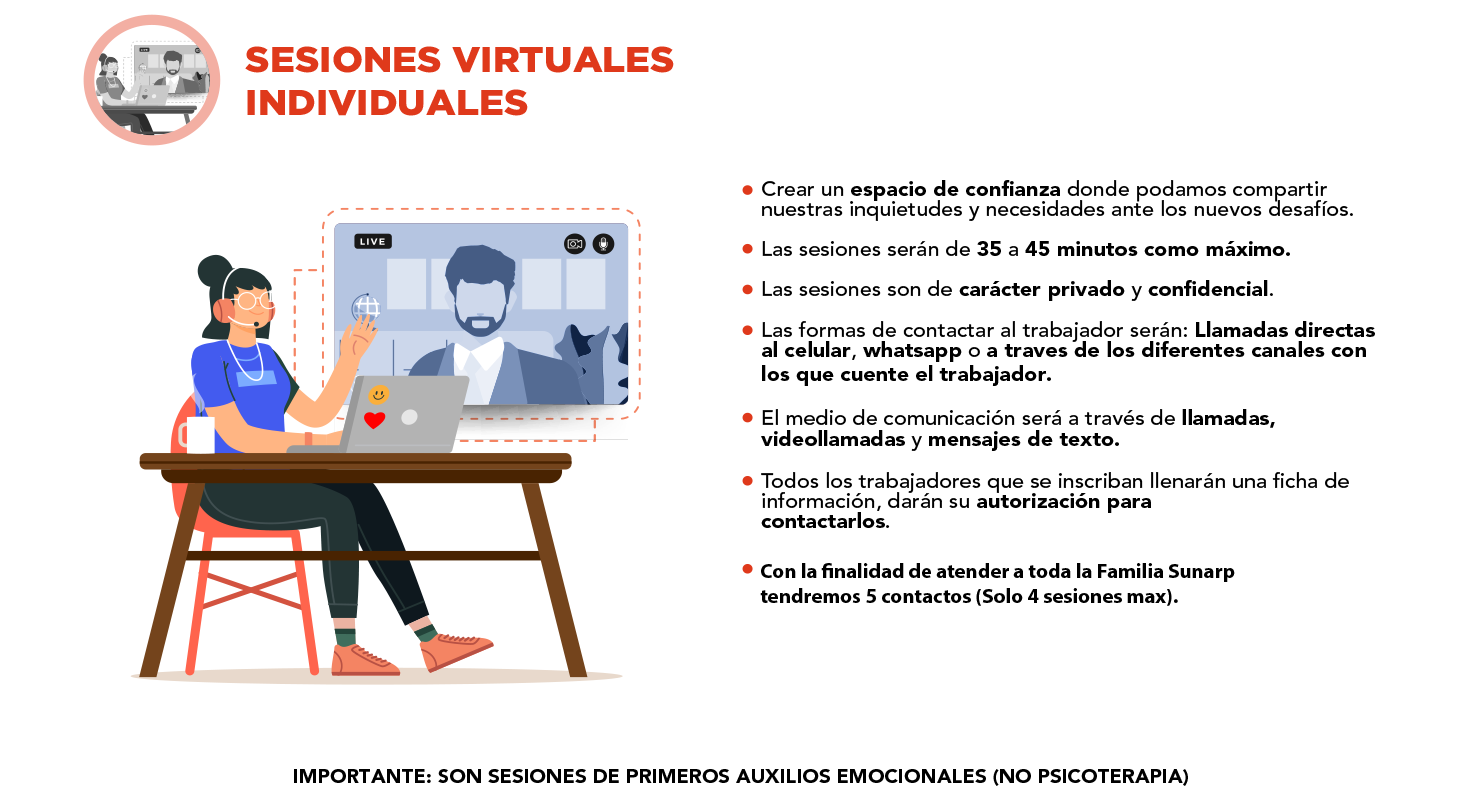 SESIONES VIRTUALES
INDIVIDUALES
LIVE
Crear un espacio de confianza donde podamos compartir
nuestras inquietudes y necesidades ante los nuevos desafíos.
Las sesiones serán de 35 a 45 minutos como máximo.
Las sesiones son de carácter privado y confidencial.
Las formas de contactar al trabajador serán: Llamadas directas
al celular, whatsapp o a traves de los diferentes canales con
los que cuente el trabajador.
El medio de comunicación será a través de llamadas,
videollamadas y mensajes de texto.
Todos los trabajadores que se inscriban llenarán una ficha de
información, darán su autorización para
contactarlos.
Con la finalidad de atender a toda la Familia Sunarp
tendremos 5 contactos (Solo 4 sesiones max).
IMPORTANTE: SON SESIONES DE PRIMEROS AUXILIOS EMOCIONALES (NO PSICOTERAPIA)